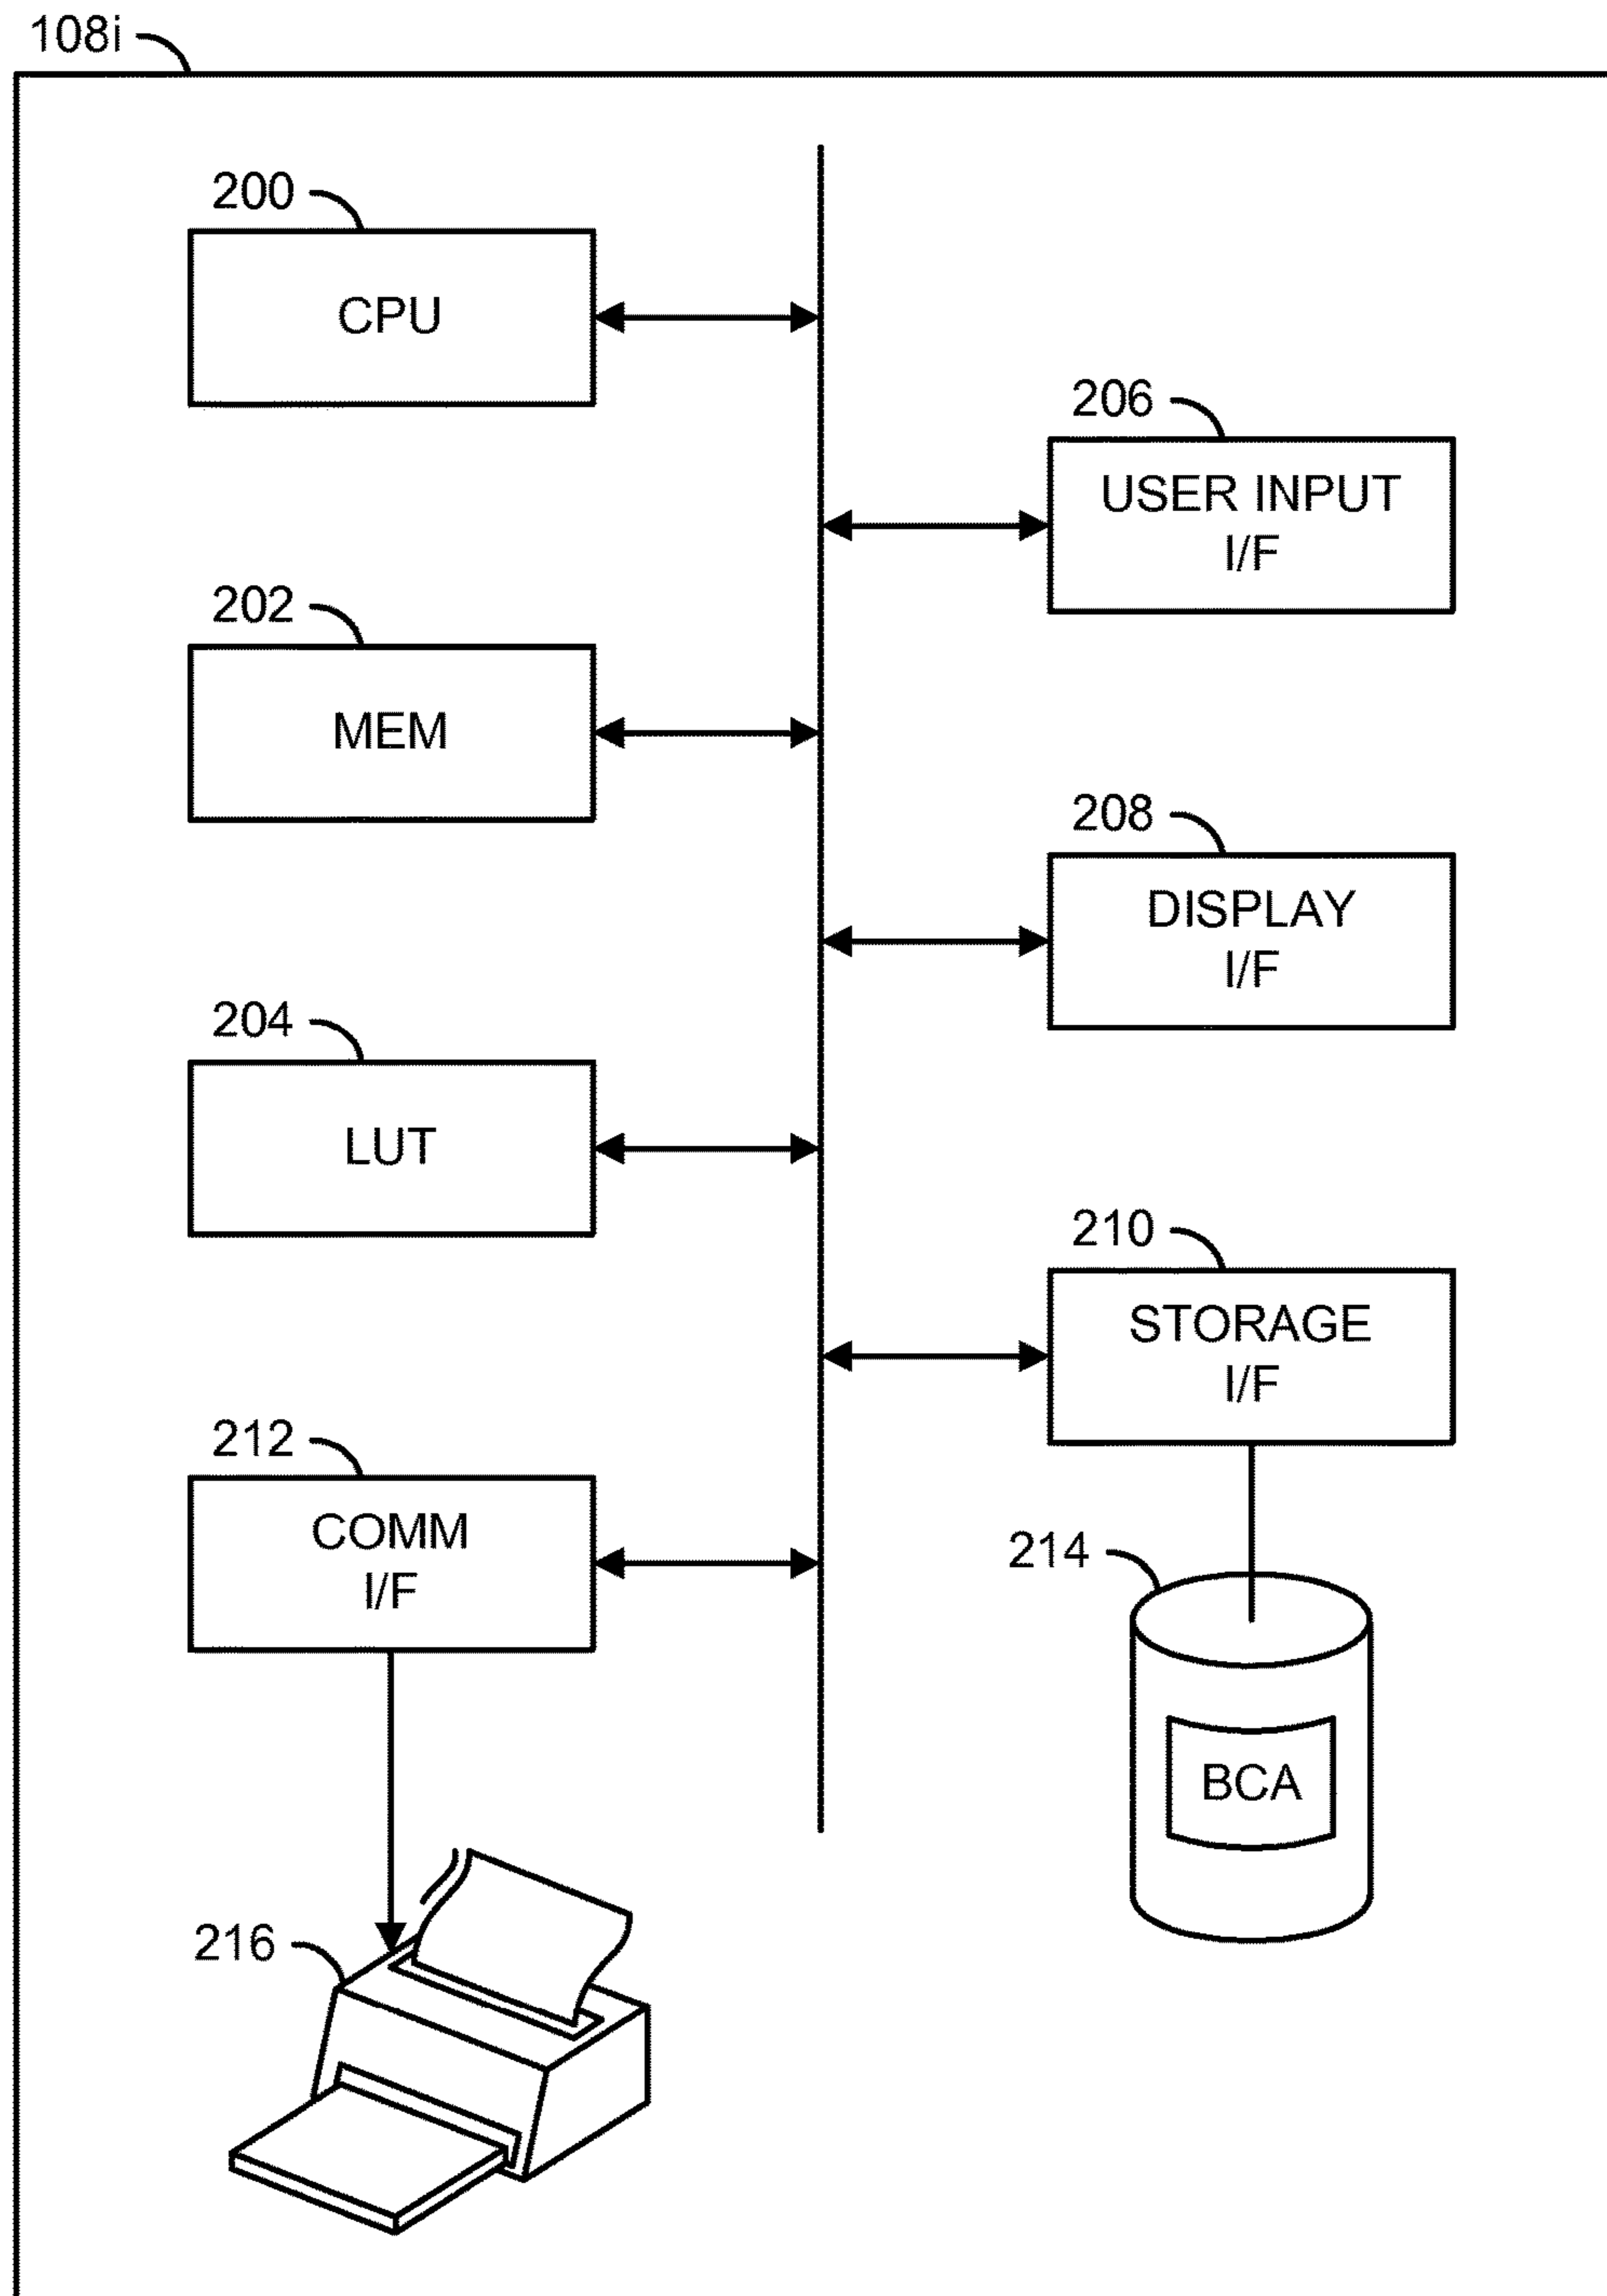 108i
200
CPU
206
USER INPUT
I/F
202
MEM
208
DISPLAY
I/F
204
LUT
210
STORAGE
I/F
212
COMM
I/F
214
BCA
216